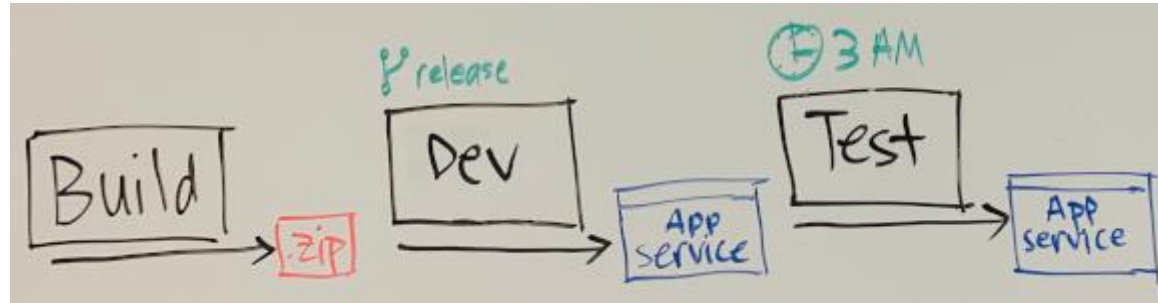 release
3 AM
Build
Dev
Test
.zip
App
service
App
service